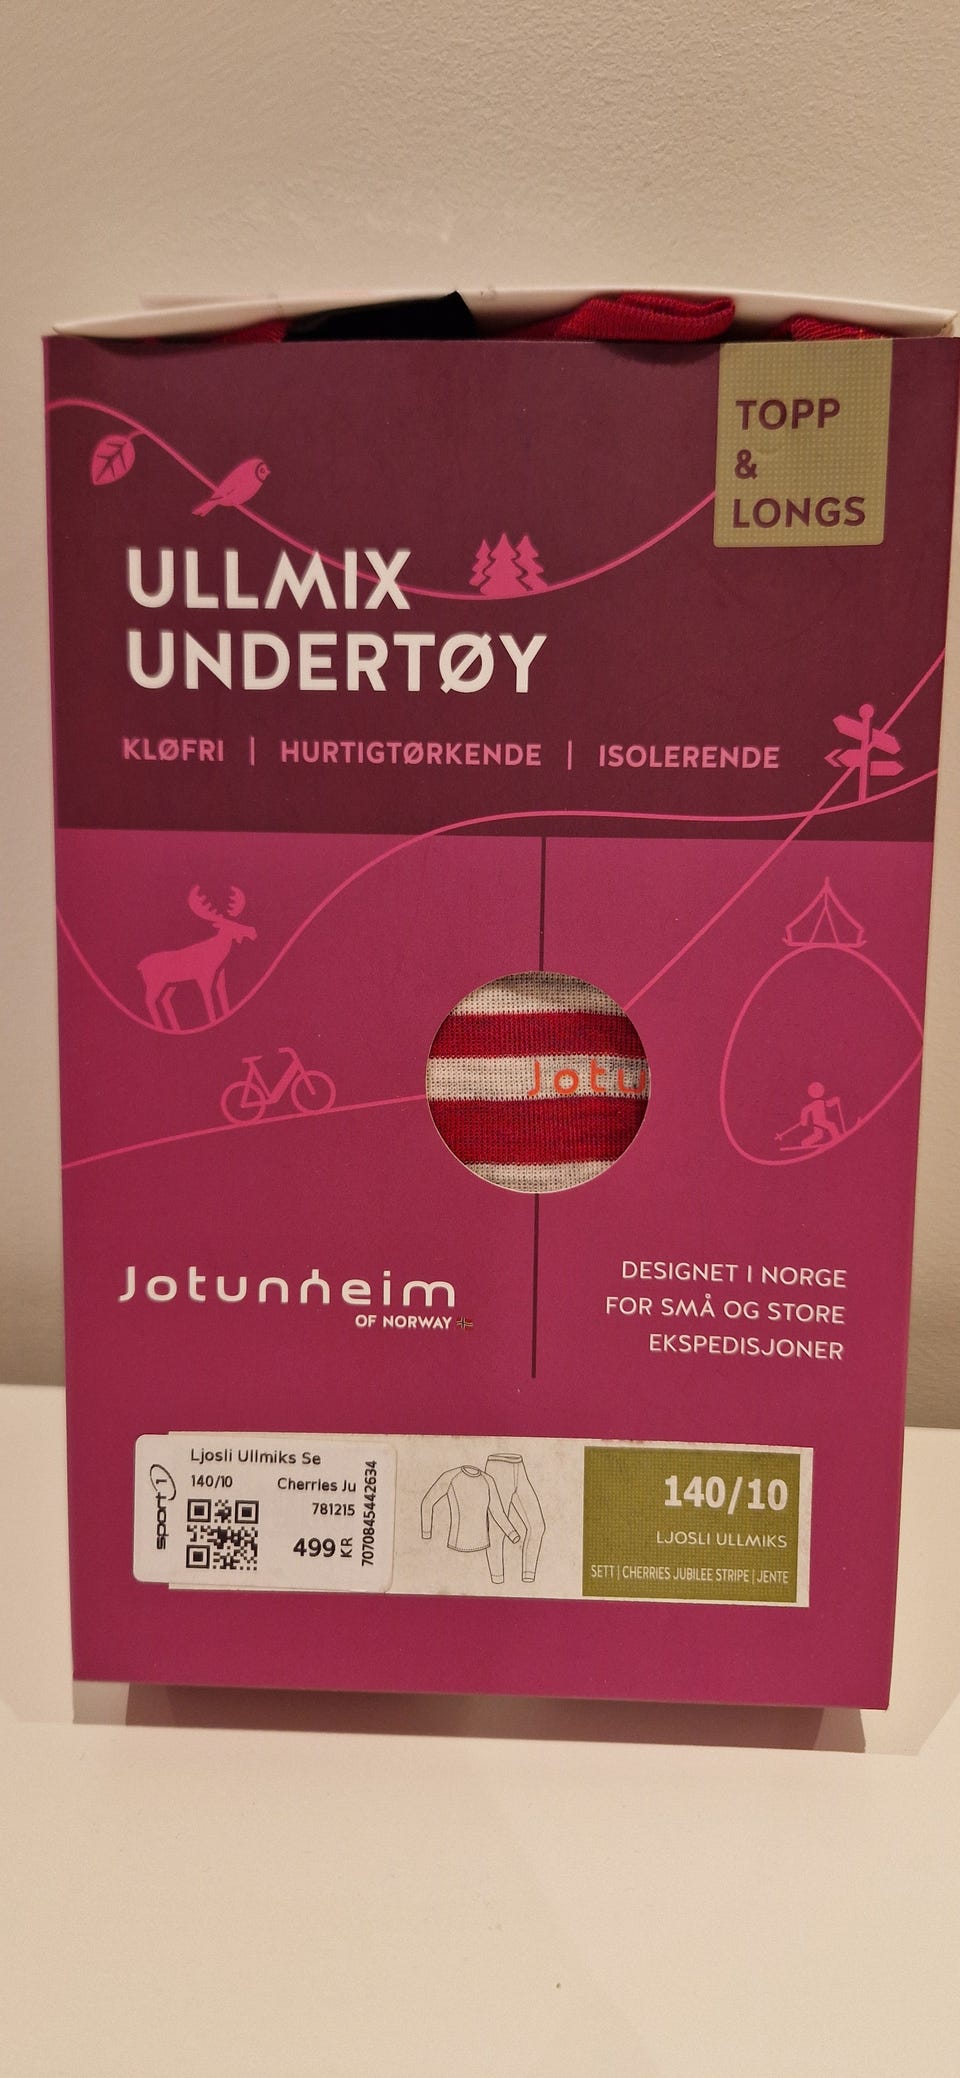 TOPP
&
LONGS
ULLMIX
UNDERTØY
KLØFRI | HURTIGTØRKENDE | ISOLERENDE
Jotu
Jotunheim
OF NORWAY
DESIGNET I NORGE
FOR SMÅ OG STORE
EKSPEDISJONER
sport1
Ljosli Ullmiks Se
140/10 Cherries Ju
781215
499 KR
7070845442634
140/10
LJOSLI ULLMIKS
SETT | CHERRIES JUBILEE STRIPE | JENTE